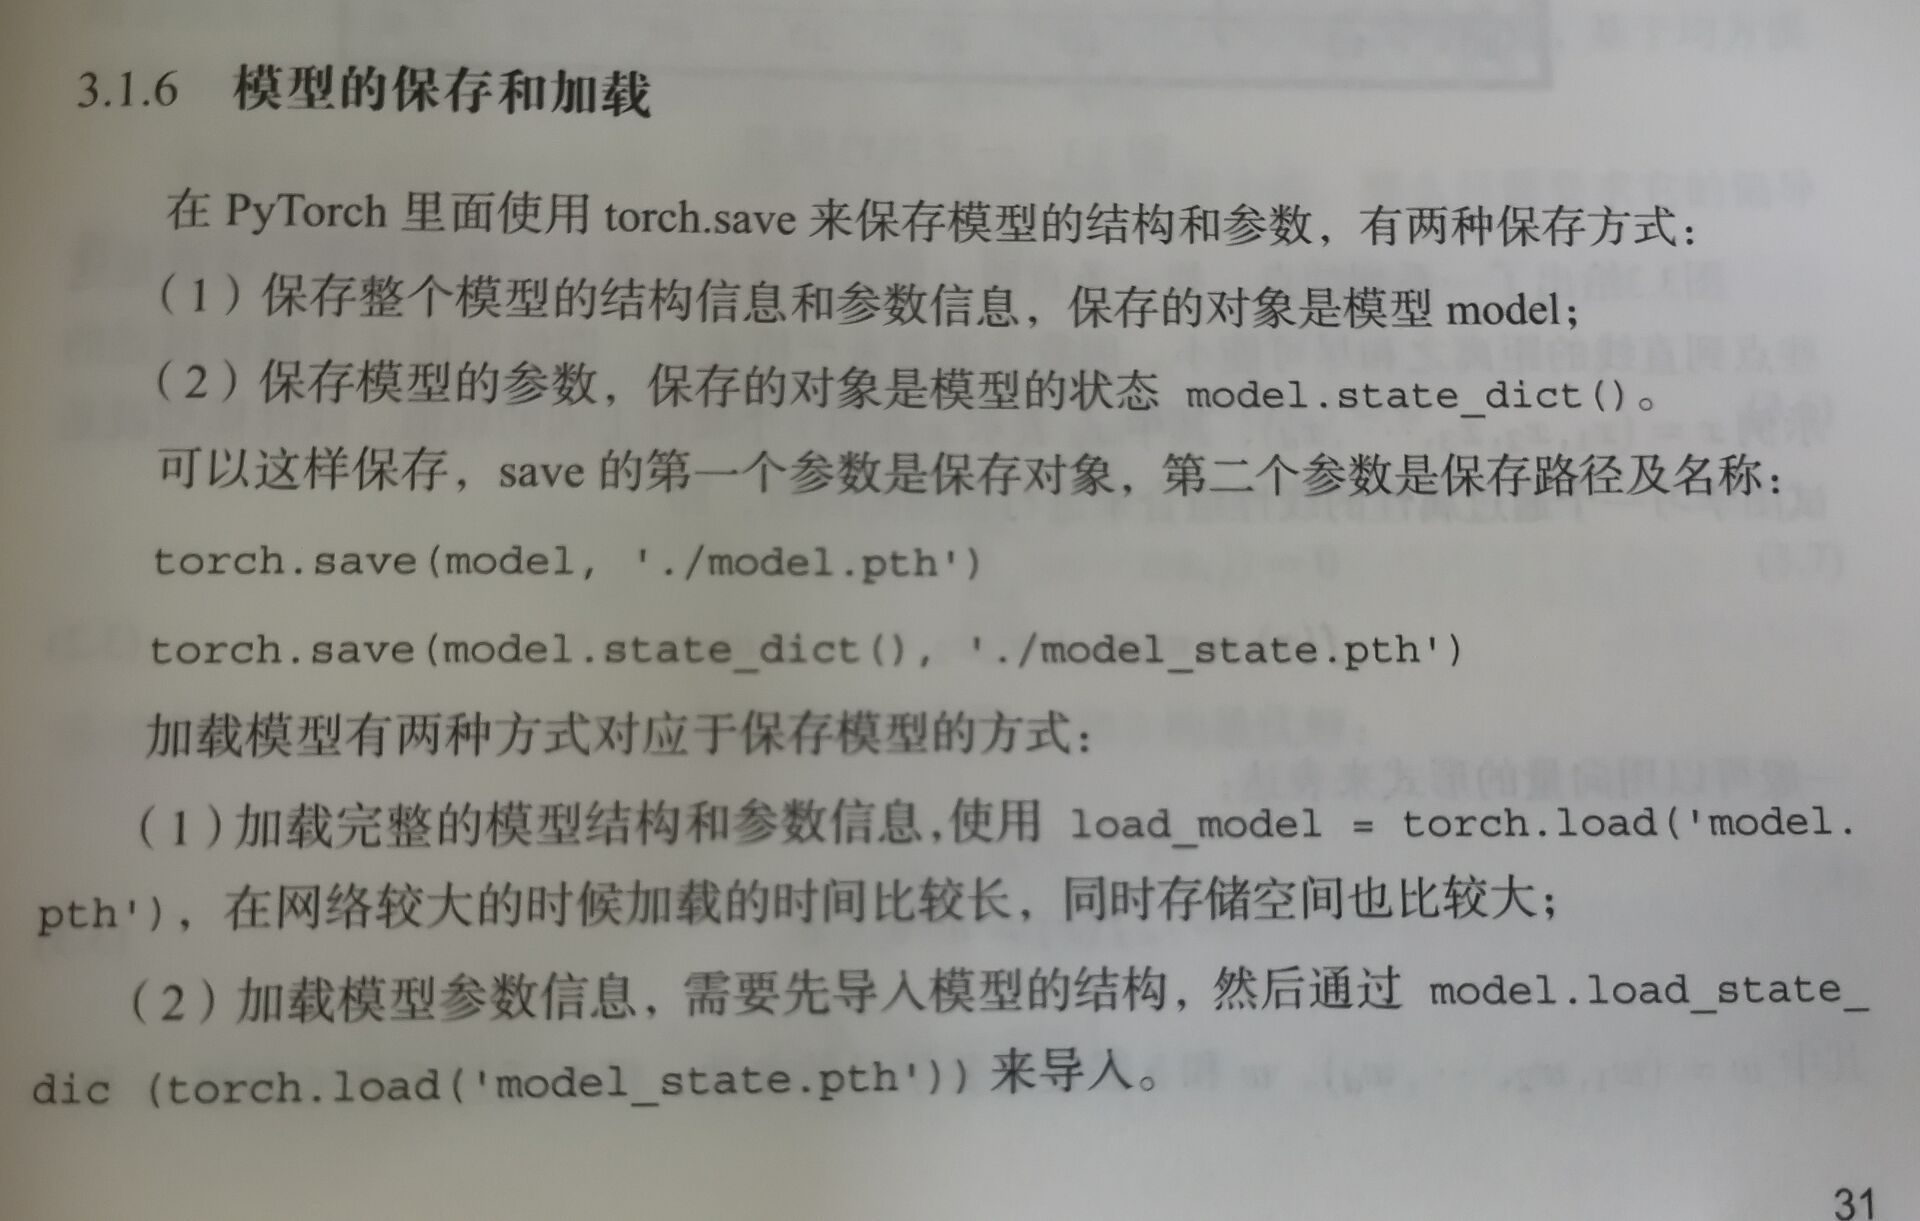 3.1.6 模型的保存和加载
在 PyTorch 里面使用 torch.save 来保存模型的结构和参数，有两种保存方式：
（1）保存整个模型的结构信息和参数信息，保存的对象是模型 model；
（2）保存模型的参数，保存的对象是模型的状态 model.state_dict()。
可以这样保存，save 的第一个参数是保存对象，第二个参数是保存路径及名称：
torch.save(model, './model.pth')
torch.save(model.state_dict(), './model_state.pth')
加载模型有两种方式对应于保存模型的方式：
（1）加载完整的模型结构和参数信息，使用 load_model = torch.load('model.
pth')，在网络较大的时候加载的时间比较长，同时存储空间也比较大；
（2）加载模型参数信息，需要先导入模型的结构，然后通过 model.load_state_
dic (torch.load('model_state.pth')) 来导入。
31